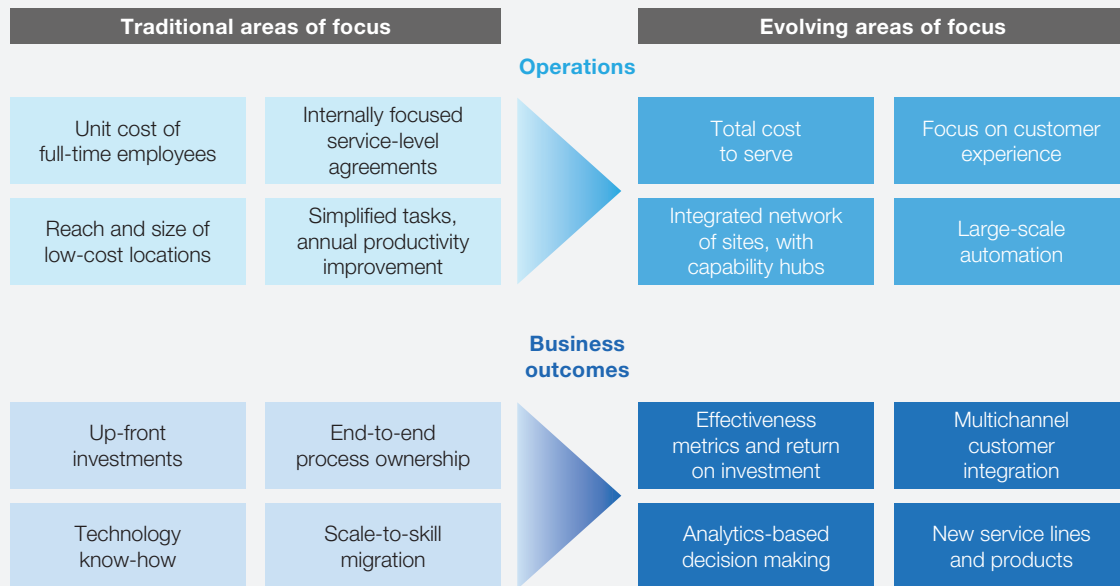 Traditional areas of focus
Evolving areas of focus
Operations
Unit cost of
full-time employees
Internally focused
service-level
agreements
Total cost
to serve
Focus on customer
experience
Reach and size of
low-cost locations
Simplified tasks,
annual productivity
improvement
Integrated network
of sites, with
capability hubs
Large-scale
automation
Business
outcomes
Up-front
investments
End-to-end
process ownership
Effectiveness
metrics and return
on investment
Multichannel
customer
integration
Technology
know-how
Scale-to-skill
migration
Analytics-based
decision making
New service lines
and products